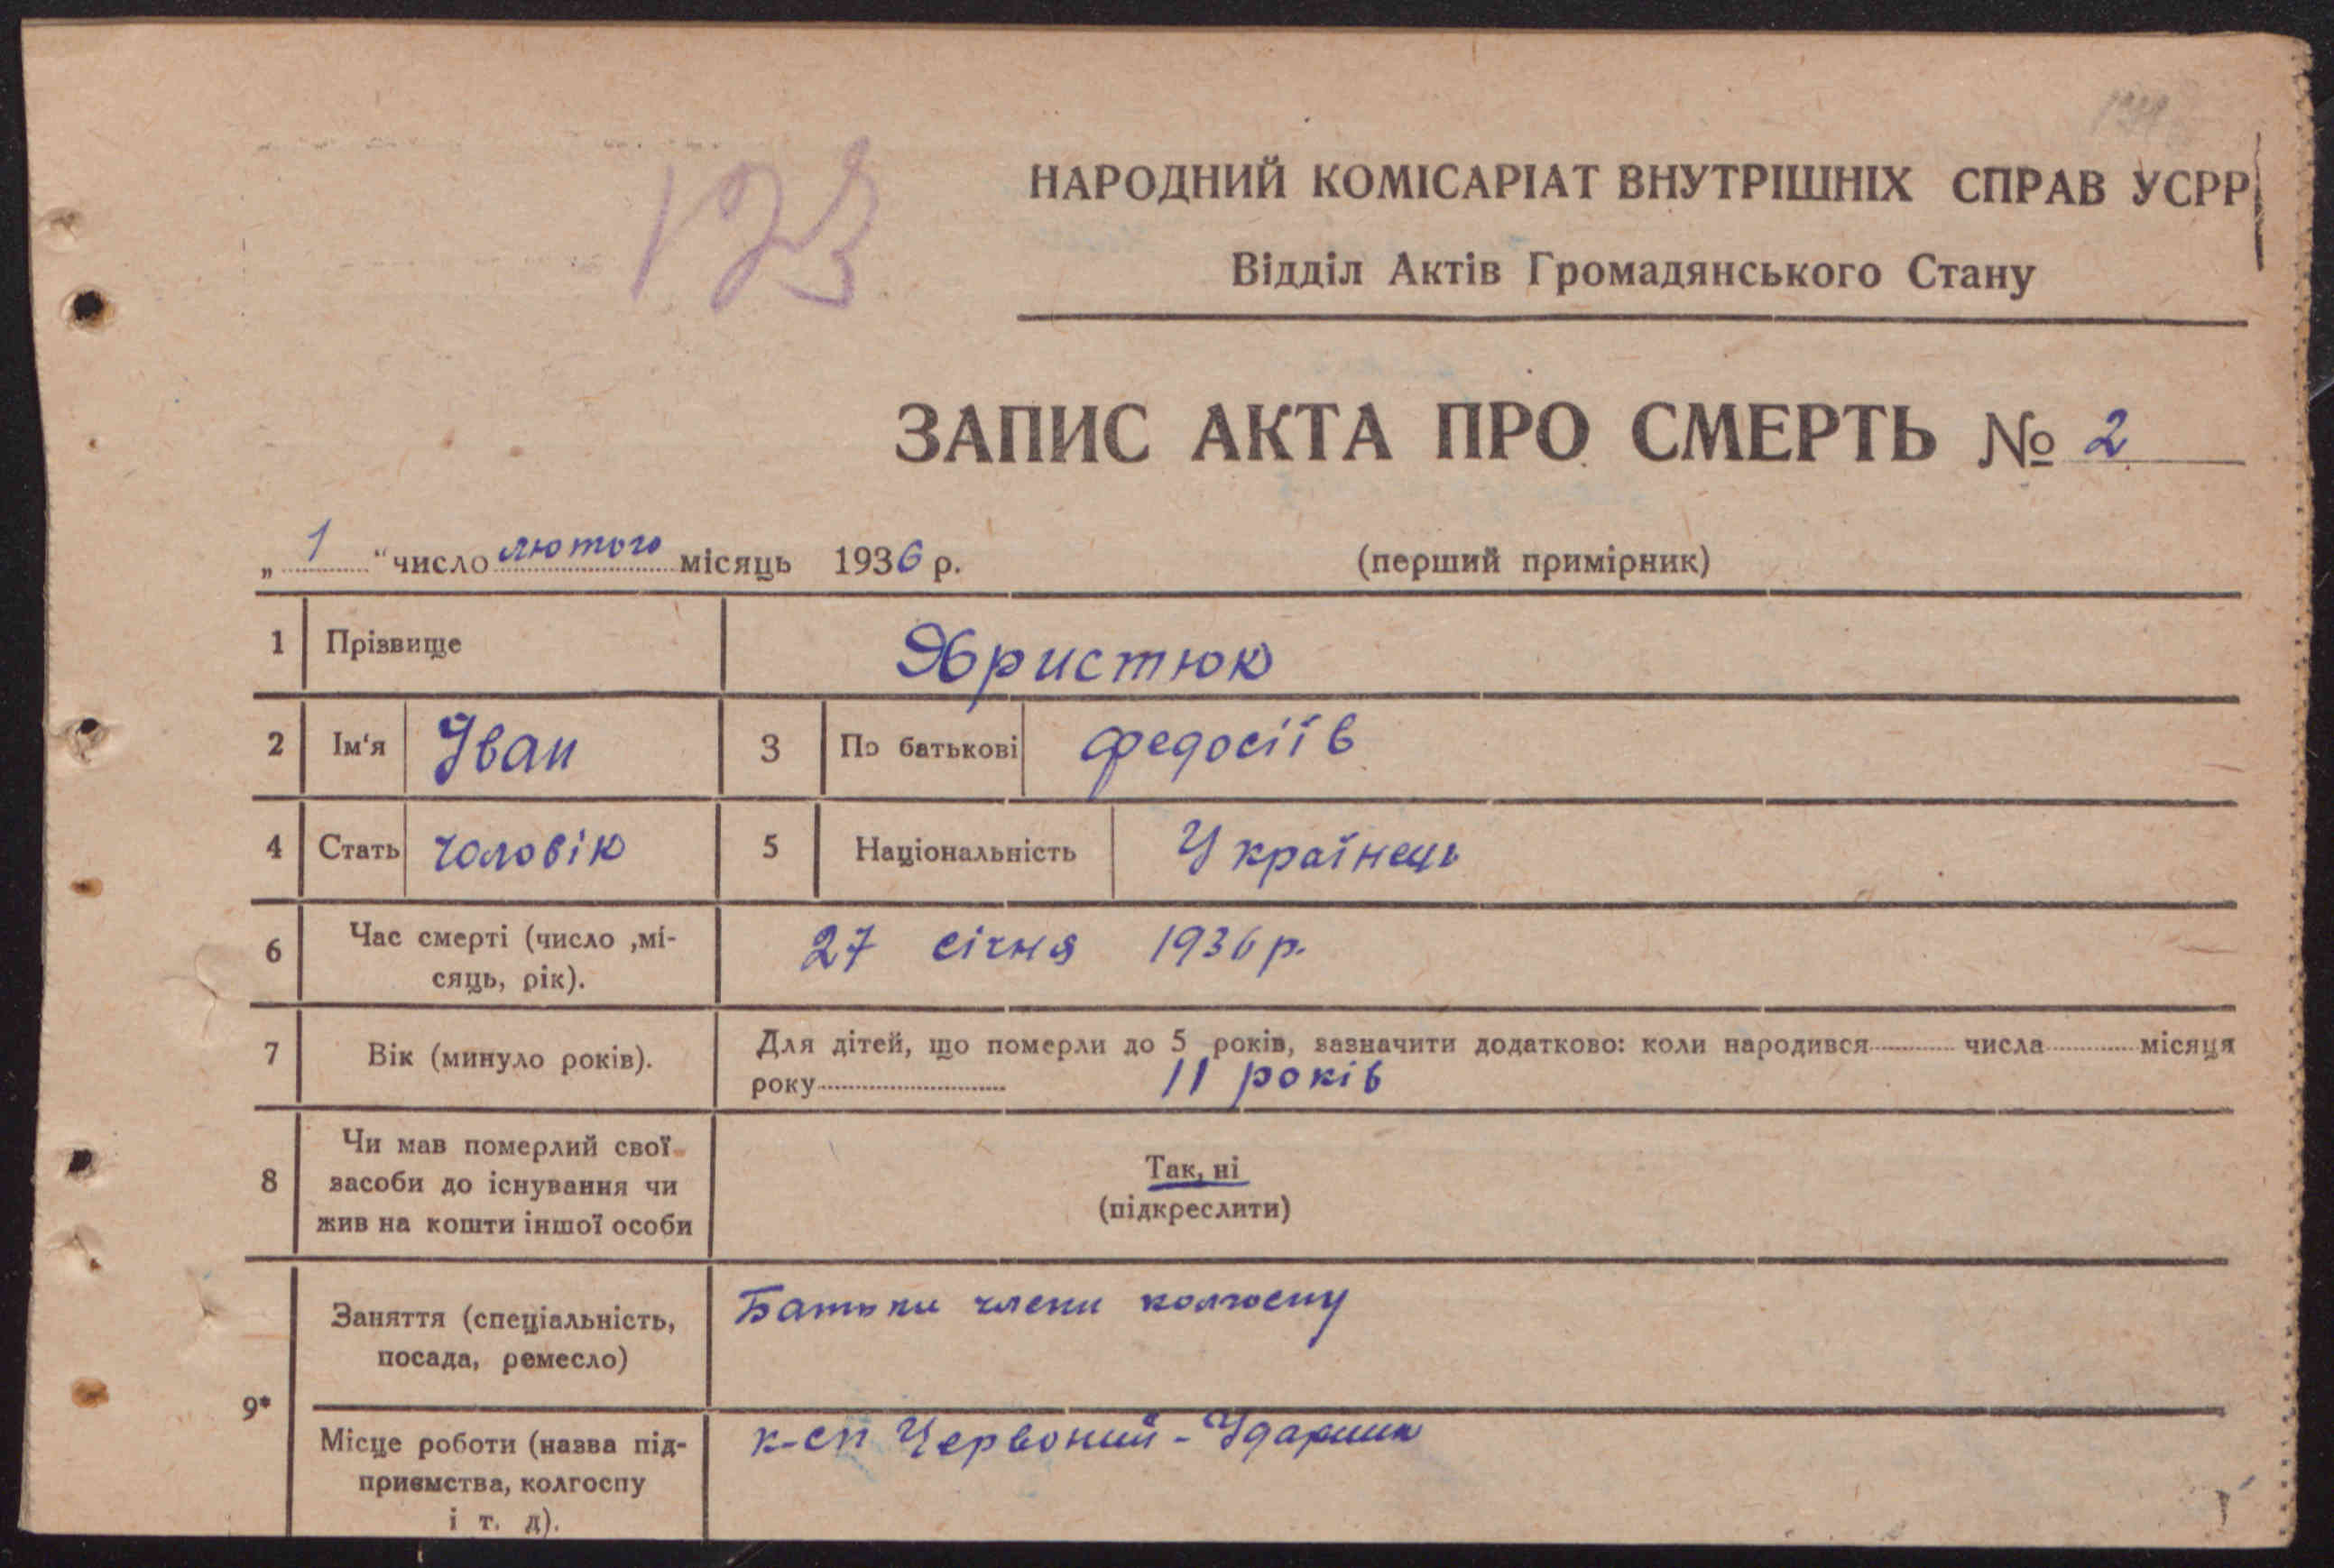 123
НАРОДНИЙ КОМІСАРІАТ ВНУТРІШНІХ СПРАВ УСРР
Відділ Актів Громадянського Стану
ЗАПИС АКТА ПРО СМЕРТЬ № 2
„ 1 “ число лютого місяць 1936 р. (перший примірник)
1 Прізвище Христюк
2 Ім'я Іван 3 По батькові Федосіїв
4 Стать чоловік 5 Національність Українець
6 Час смерті (число ,мі-
сяць, рік). 27 січня 1936 р.
7 Вік (минуло років). Для дітей, що померли до 5 років, зазначити додатково: коли народився числа місяця
року 11 років
8 Чи мав померлий свої
засоби до існування чи
жив на кошти іншої особи
Так, ні
(підкреслити)
9* Заняття (спеціальність,
посада, ремесло)
Батьки члени колгоспу
Місце роботи (назва під-
приємства, колгоспу
і т. д).
к-сп Червоний-Ударник